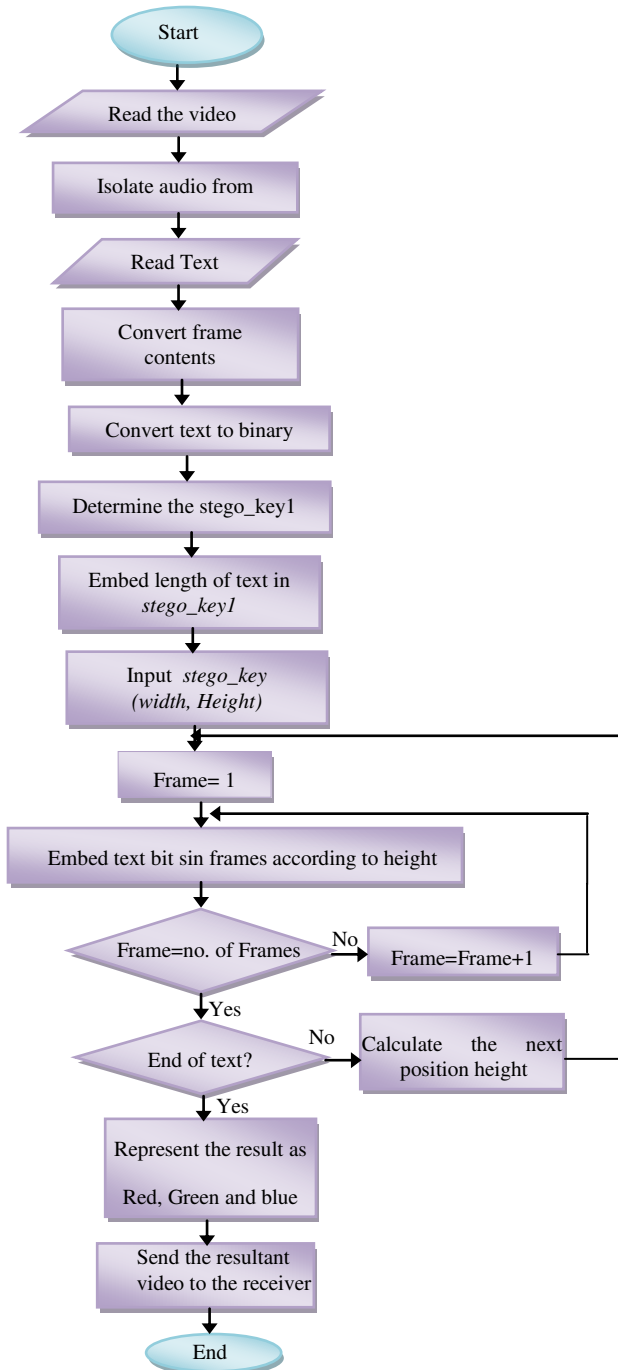 Start
Read the video
Isolate audio from
Read Text
Convert frame
contents
Convert text to binary
Determine the stego_key1
Embed length of text in
stego_key1
Input stego_key
(width, Height)
Frame= 1
Embed text bit sin frames according to height
Frame=no. of Frames
No
Frame=Frame+1
Yes
End of text?
No
Calculate the next
position height
Yes
Represent the result as
Red, Green and blue
Send the resultant
video to the receiver
End